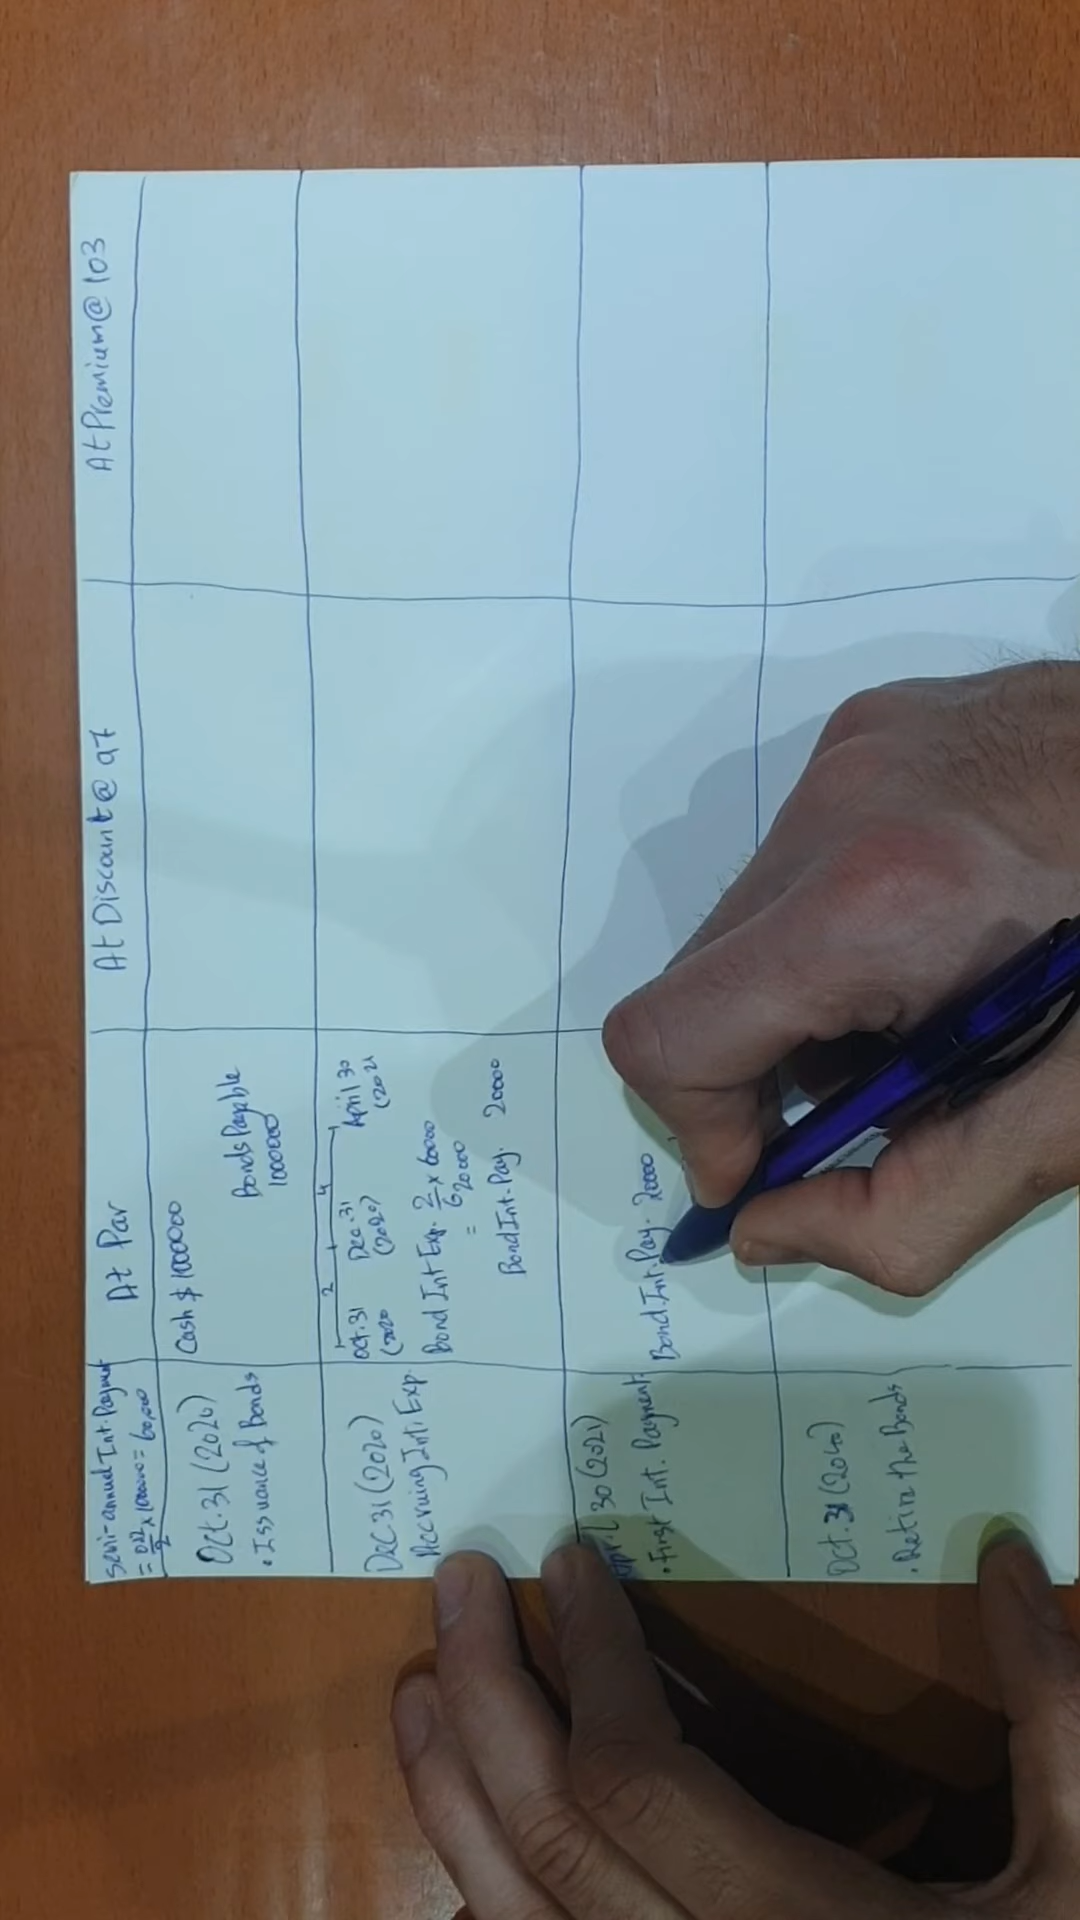 Semi-annual Int. Payment
= 0.12/2 x 1000000 = 60,000
At Par
At Discount @ 97
At Premium @ 103
Oct. 31 (2020)
• Issuance of Bonds
Cash $ 1000000
Bonds Payable
1000000
Dec 31 (2020)
Accruing Int. Exp.
2 4
Oct. 31 Dec. 31 April 30
(2020 (2020) (2021
Bond Int Exp. 2/6 x 60000
= 20000
Bond Int. Pay. 20000
April 30 (2021)
• First Int. Payment.
Bond. Int. Pay. 20000
Oct. 31 (2040)
• Retire the Bonds